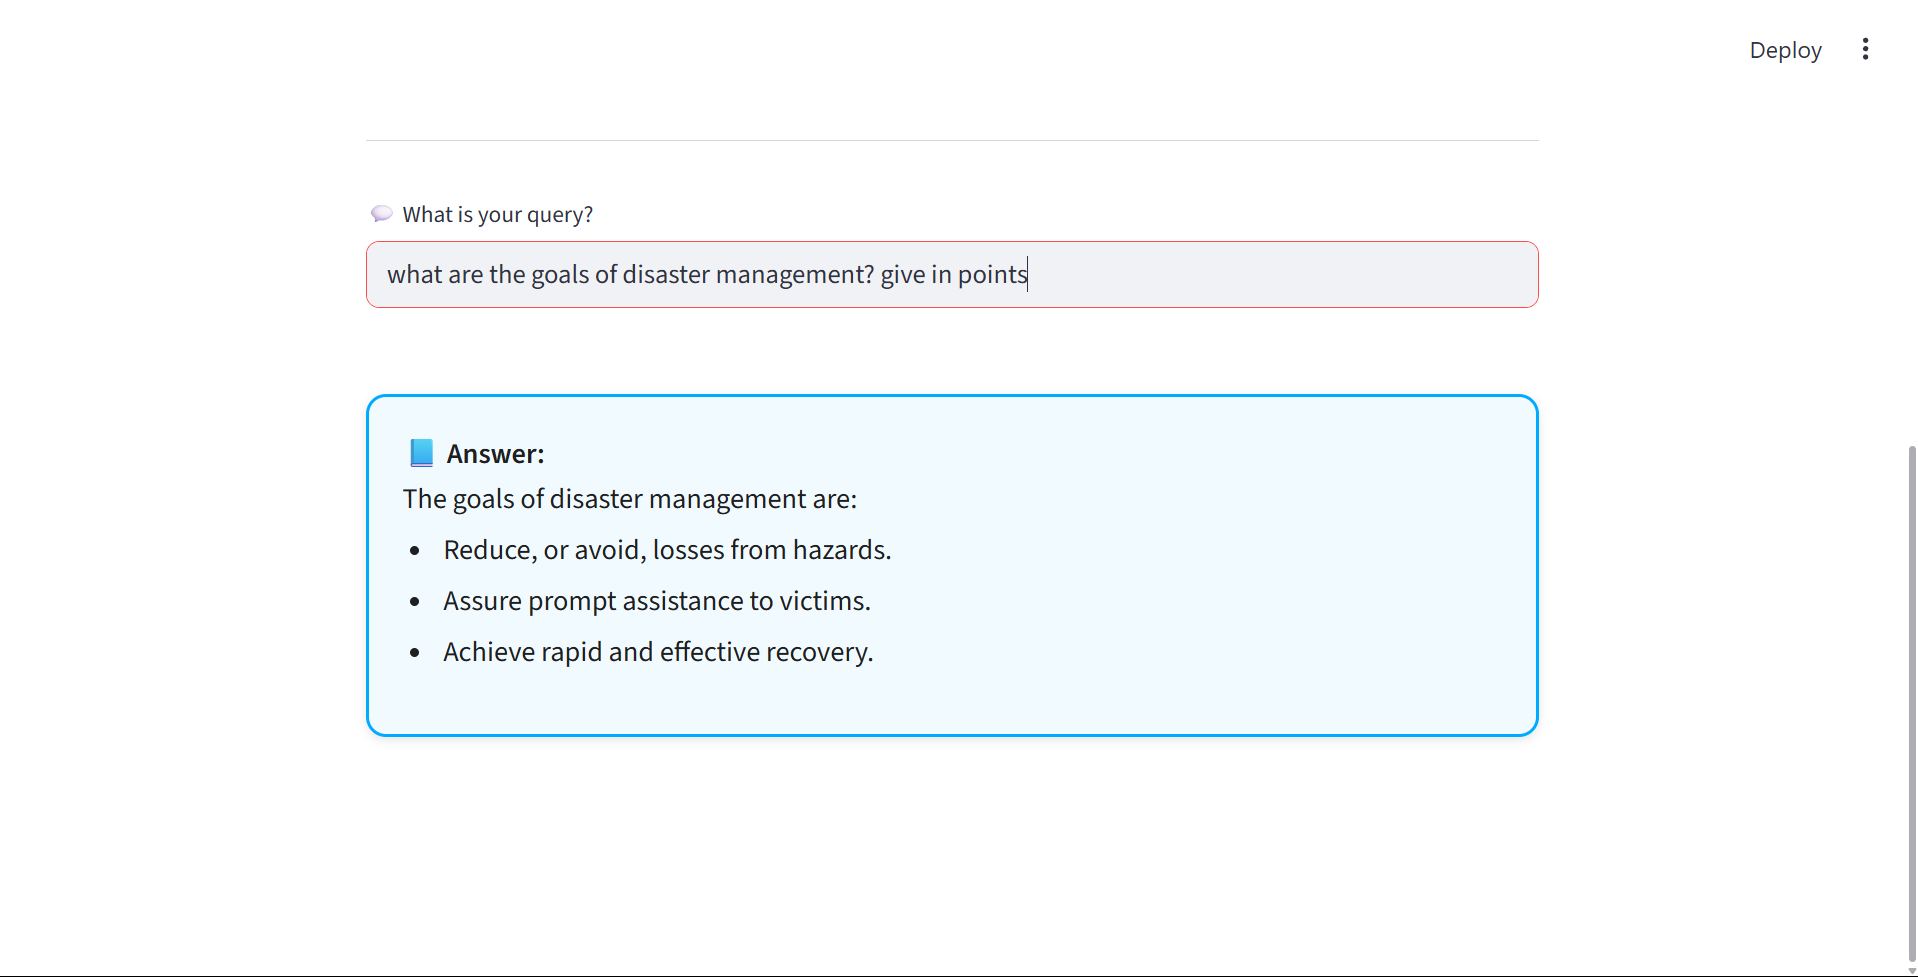 Deploy
What is your query?
what are the goals of disaster management? give in points
Answer:
The goals of disaster management are:
• Reduce, or avoid, losses from hazards.
• Assure prompt assistance to victims.
• Achieve rapid and effective recovery.